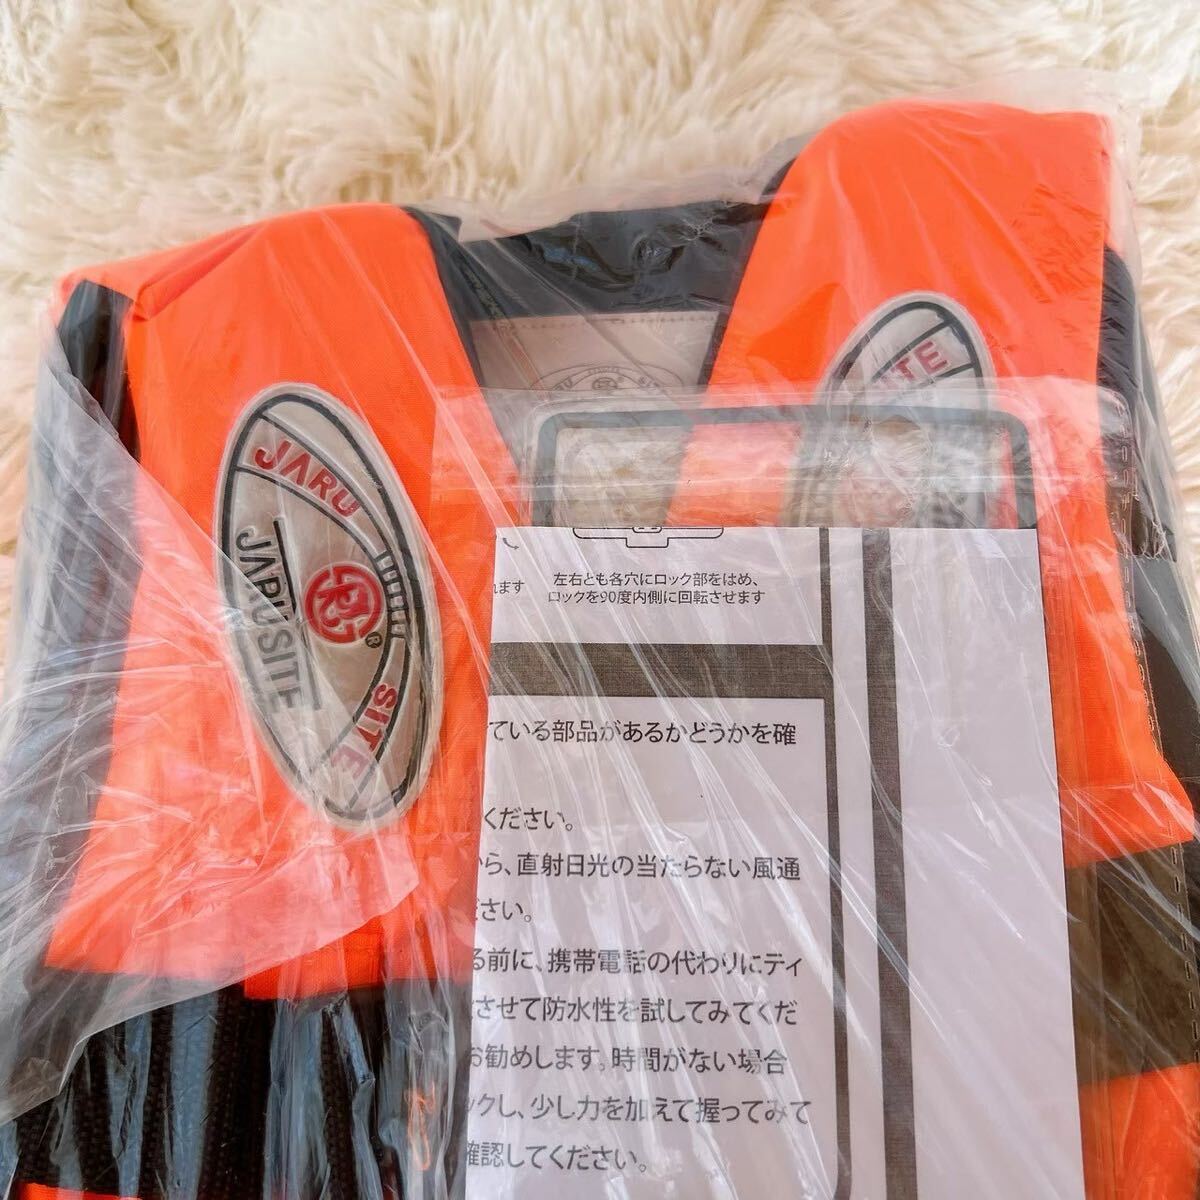 JARU
SITE
JARUSITE
®
ITE
左右とも各穴にロック部をはめ、
れます
ロックを90度内側に回転させます
ている部品があるかどうかを確
ください。
から、直射日光の当たらない風通
ださい。
る前に、携帯電話の代わりにティ
させて防水性を試してみてくだ
お勧めします。時間がない場合
ックし、少し力を加えて握ってみて
確認してください。